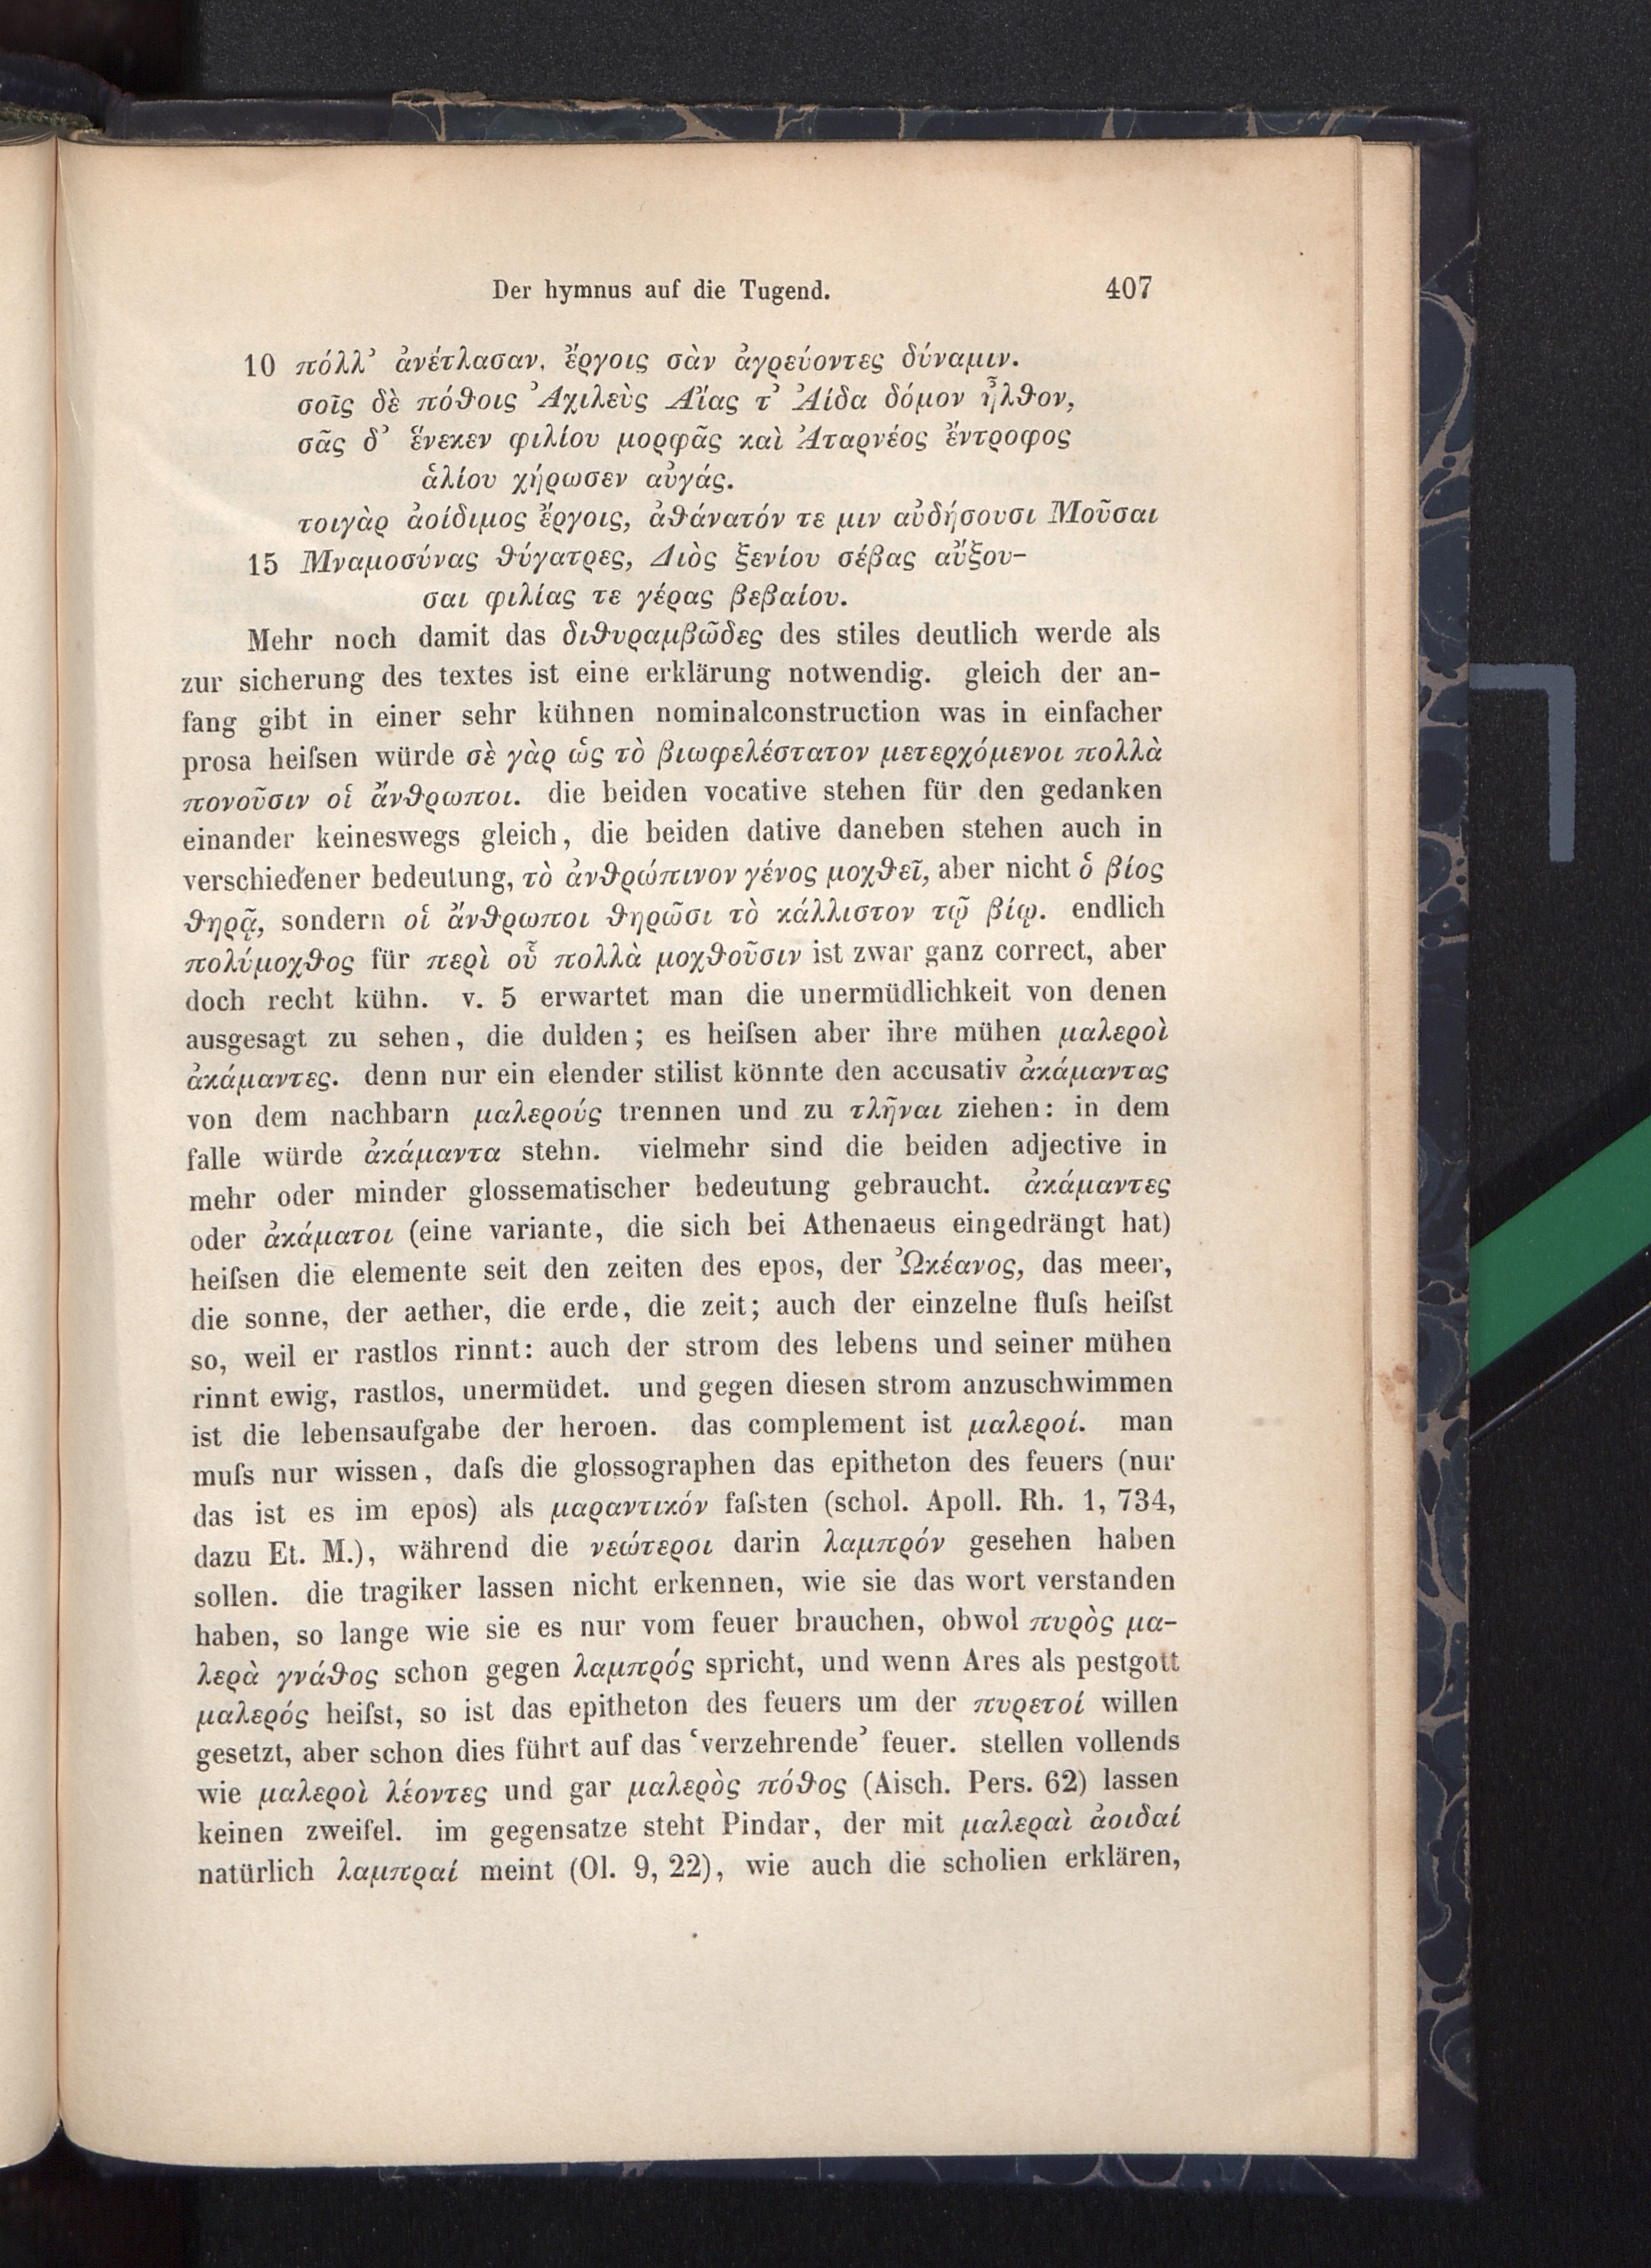 Der hymnus auf die Tugend. 407
10 πόλλ’ ἀνέτλασαν, ἔργοις σὰν ἀγρεύοντες δύναμιν.
σοῖς δὲ πόθοις Ἀχιλεὺς Αἴας τ’ Ἀίδα δόμον ἦλθον,
σᾶς δ’ ἕνεκεν φιλίου μορφᾶς καὶ Ἀταρνέος ἔντροφος
ἁλίου χήρωσεν αὐγάς.
τοιγὰρ ἀοίδιμος ἔργοις, ἀθάνατόν τε μιν αὐδήσουσι Μοῦσαι
15 Μναμοσύνας θύγατρες, Διὸς ξενίου σέβας αὔξου-
σαι φιλίας τε γέρας βεβαίου.
Mehr noch damit das διθυραμβῶδες des stiles deutlich werde als
zur sicherung des textes ist eine erklärung notwendig. gleich der an-
fang gibt in einer sehr kühnen nominalconstruction was in einfacher
prosa heiſsen würde σὲ γὰρ ὡς τὸ βιωφελέστατον μετερχόμενοι πολλὰ
πονοῦσιν οἱ ἄνθρωποι. die beiden vocative stehen für den gedanken
einander keineswegs gleich, die beiden dative daneben stehen auch in
verschiedener bedeutung, τὸ ἀνθρώπινον γένος μοχθεῖ, aber nicht ὁ βίος
θηρᾷ, sondern οἱ ἄνθρωποι θηρῶσι τὸ κάλλιστον τῷ βίῳ. endlich
πολύμοχθος für περὶ οὗ πολλὰ μοχθοῦσιν ist zwar ganz correct, aber
doch recht kühn. v. 5 erwartet man die unermüdlichkeit von denen
ausgesagt zu sehen, die dulden; es heiſsen aber ihre mühen μαλεροὶ
ἀκάμαντες. denn nur ein elender stilist könnte den accusativ ἀκάμαντας
von dem nachbarn μαλερούς trennen und zu τλῆναι ziehen: in dem
falle würde ἀκάμαντα stehn. vielmehr sind die beiden adjective in
mehr oder minder glossematischer bedeutung gebraucht. ἀκάμαντες
oder ἀκάματοι (eine variante, die sich bei Athenaeus eingedrängt hat)
heiſsen die elemente seit den zeiten des epos, der Ὠκέανος, das meer,
die sonne, der aether, die erde, die zeit; auch der einzelne fluſs heiſst
so, weil er rastlos rinnt: auch der strom des lebens und seiner mühen
rinnt ewig, rastlos, unermüdet. und gegen diesen strom anzuschwimmen
ist die lebensaufgabe der heroen. das complement ist μαλεροί. man
muſs nur wissen, daſs die glossographen das epitheton des feuers (nur
das ist es im epos) als μαραντικόν faſsten (schol. Apoll. Rh. 1, 734,
dazu Et. M.), während die νεώτεροι darin λαμπρόν gesehen haben
sollen. die tragiker lassen nicht erkennen, wie sie das wort verstanden
haben, so lange wie sie es nur vom feuer brauchen, obwol πυρὸς μα-
λερὰ γνάθος schon gegen λαμπρός spricht, und wenn Ares als pestgott
μαλερός heiſst, so ist das epitheton des feuers um der πυρετοί willen
gesetzt, aber schon dies führt auf das ‘verzehrende’ feuer. stellen vollends
wie μαλεροὶ λέοντες und gar μαλερὸς πόθος (Aisch. Pers. 62) lassen
keinen zweifel. im gegensatze steht Pindar, der mit μαλεραὶ ἀοιδαί
natürlich λαμπραί meint (Ol. 9, 22), wie auch die scholien erklären,